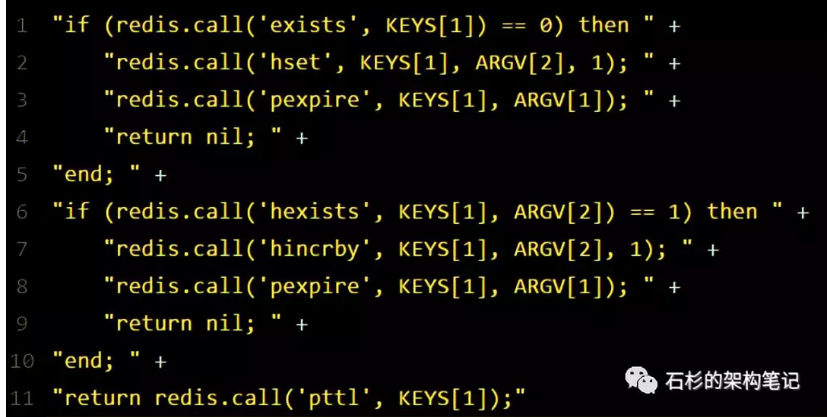 1 "if (redis.call('exists', KEYS[1]) == 0) then " +
2 "redis.call('hset', KEYS[1], ARGV[2], 1); " +
3 "redis.call('pexpire', KEYS[1], ARGV[1]); " +
4 "return nil; " +
5 "end; " +
6 "if (redis.call('hexists', KEYS[1], ARGV[2]) == 1) then " +
7 "redis.call('hincrby', KEYS[1], ARGV[2], 1); " +
8 "redis.call('pexpire', KEYS[1], ARGV[1]); " +
9 "return nil; " +
10 "end; " +
11 "return redis.call('pttl', KEYS[1]);"
石杉的架构笔记